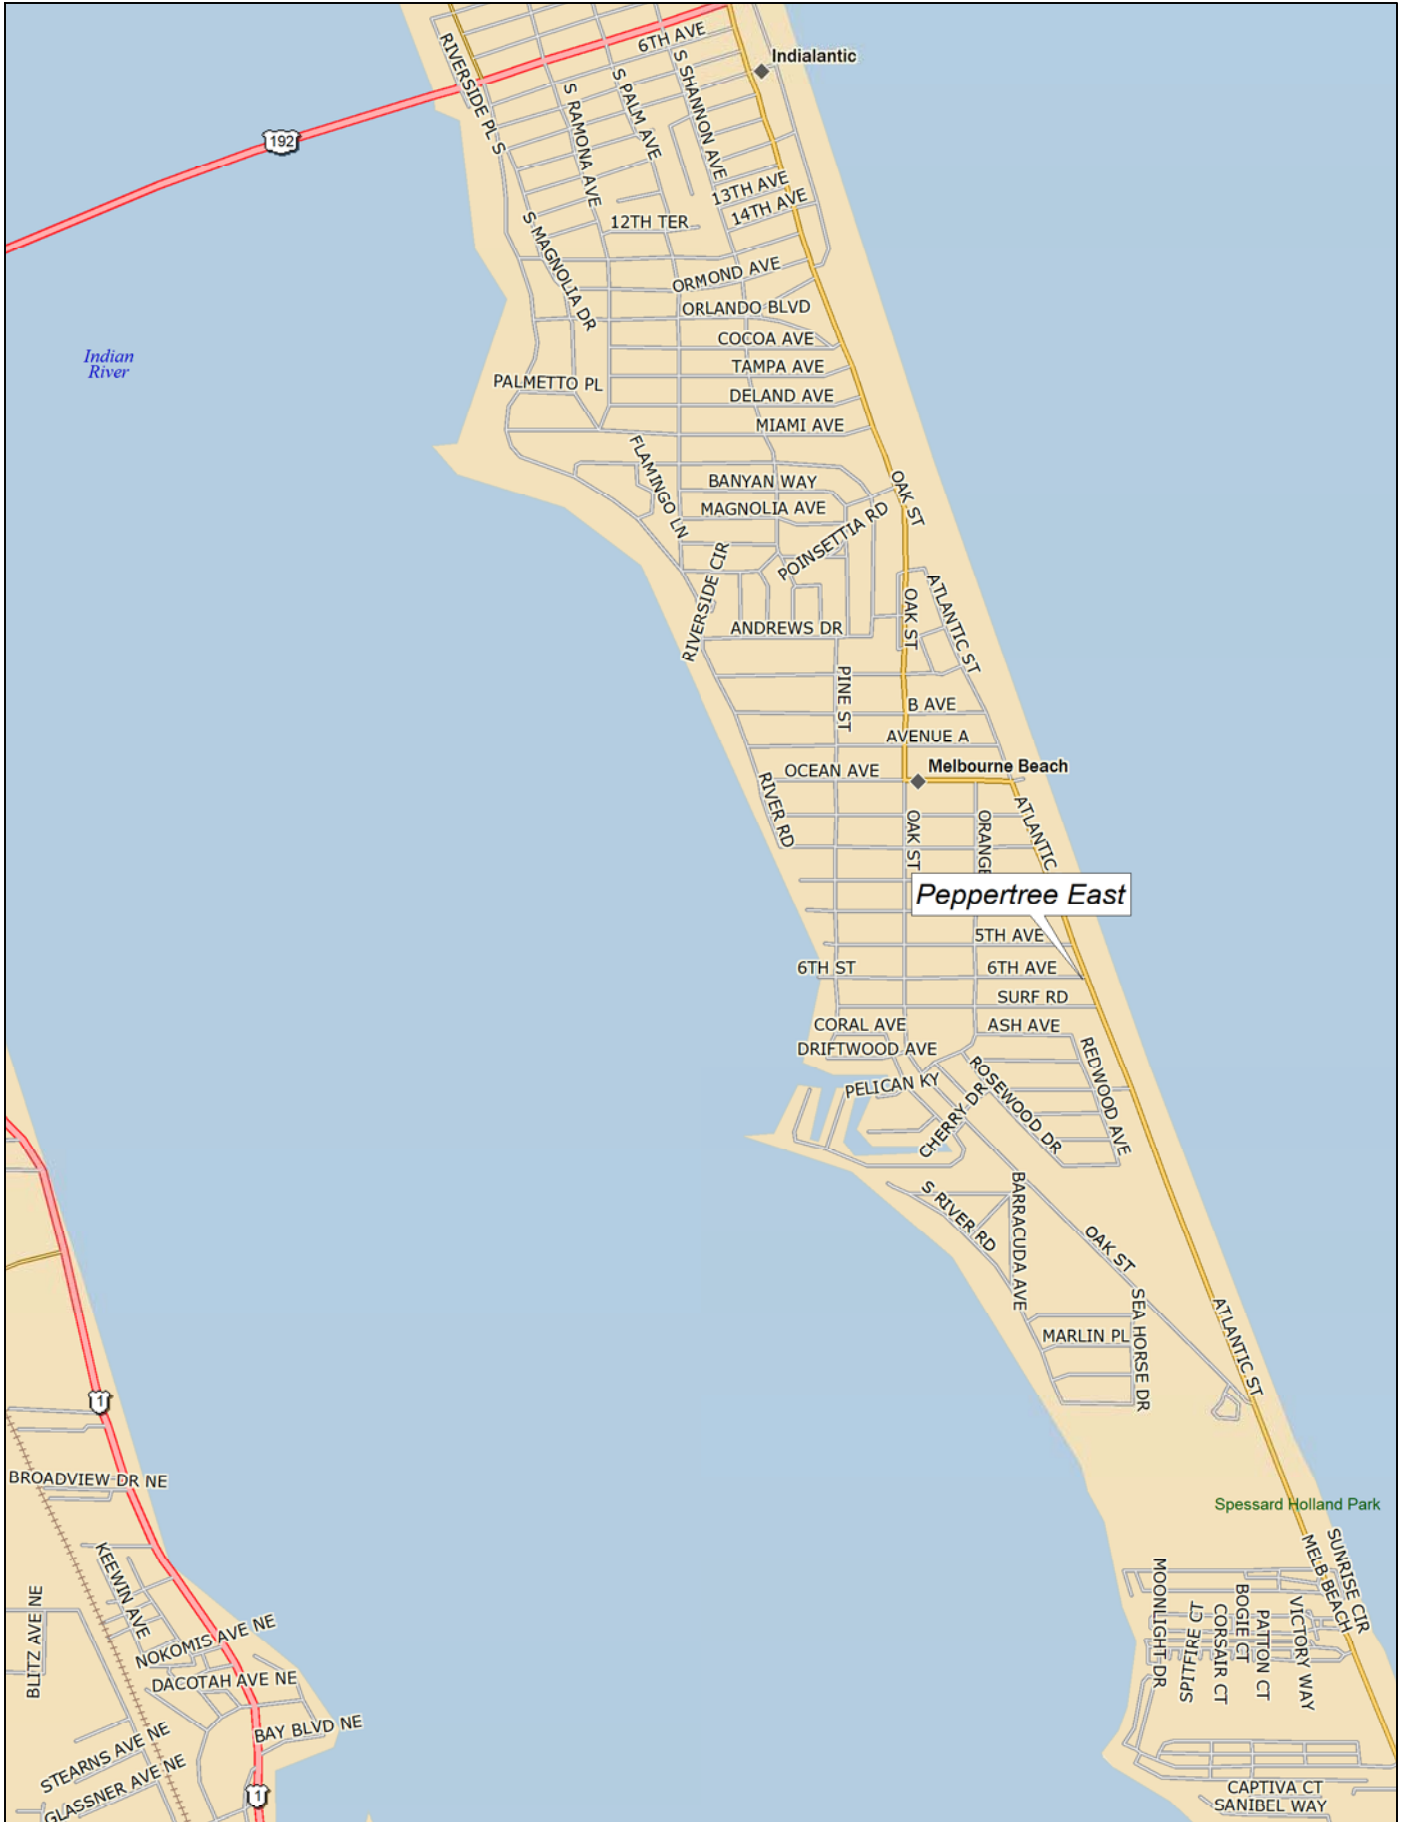 6TH AVE
Indialantic
RIVERSIDE PL S
S RAMONA AVE
S PALM AVE
S SHANNON AVE
192
13TH AVE
14TH AVE
12TH TER
S MAGNOLIA DR
ORMOND AVE
ORLANDO BLVD
COCOA AVE
Indian
River
TAMPA AVE
PALMETTO PL
DELAND AVE
MIAMI AVE
FLAMINGO LN
BANYAN WAY
OAK ST
MAGNOLIA AVE
POINSETTIA RD
RIVERSIDE CIR
ATLANTIC ST
OAK ST
ANDREWS DR
PINE ST
B AVE
AVENUE A
Melbourne Beach
OCEAN AVE
RIVER RD
OAK ST
ORANGE
ATLANTIC
Peppertree East
5TH AVE
6TH ST
6TH AVE
SURF RD
CORAL AVE
ASH AVE
DRIFTWOOD AVE
REDWOOD AVE
PELICAN KY
ROSEWOOD DR
CHERRY DR
S RIVER RD
BARRACUDA AVE
OAK ST
SEA HORSE DR
ATLANTIC ST
MARLIN PL
1
BROADVIEW DR NE
Spessard Holland Park
SUNRISE CIR
MELB BEACH
KEEWIN AVE
MOONLIGHT DR
SPITFIRE CT
CORSAIR CT
BOGIE CT
PATTON CT
VICTORY WAY
BLITZ AVE NE
NOKOMIS AVE NE
DACOTAH AVE NE
BAY BLVD NE
STEARNS AVE NE
GLASSNER AVE NE
1
CAPTIVA CT
SANIBEL WAY